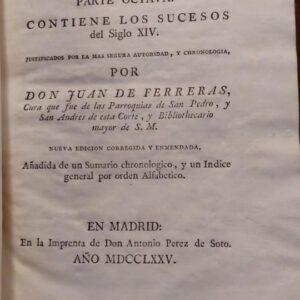 PARTE OCTAVA.
CONTIENE LOS SUCESOS
del Siglo XIV.
JUSTIFICADOS POR LA MAS SEGURA AUTORIDAD, Y CHRONOLOGIA,
POR
DON JUAN DE FERRERAS,
Cura que fue de las Parroquias de San Pedro, y
San Andres de esta Corte, y Bibliothecario
mayor de S. M.
NUEVA EDICION CORREGIDA Y ENMENDADA,
Añadida de un Sumario chronologico, y un Indice
general por orden Alfabetico.
EN MADRID:
En la Imprenta de Don Antonio Perez de Soto.
AÑO MDCCLXXV.